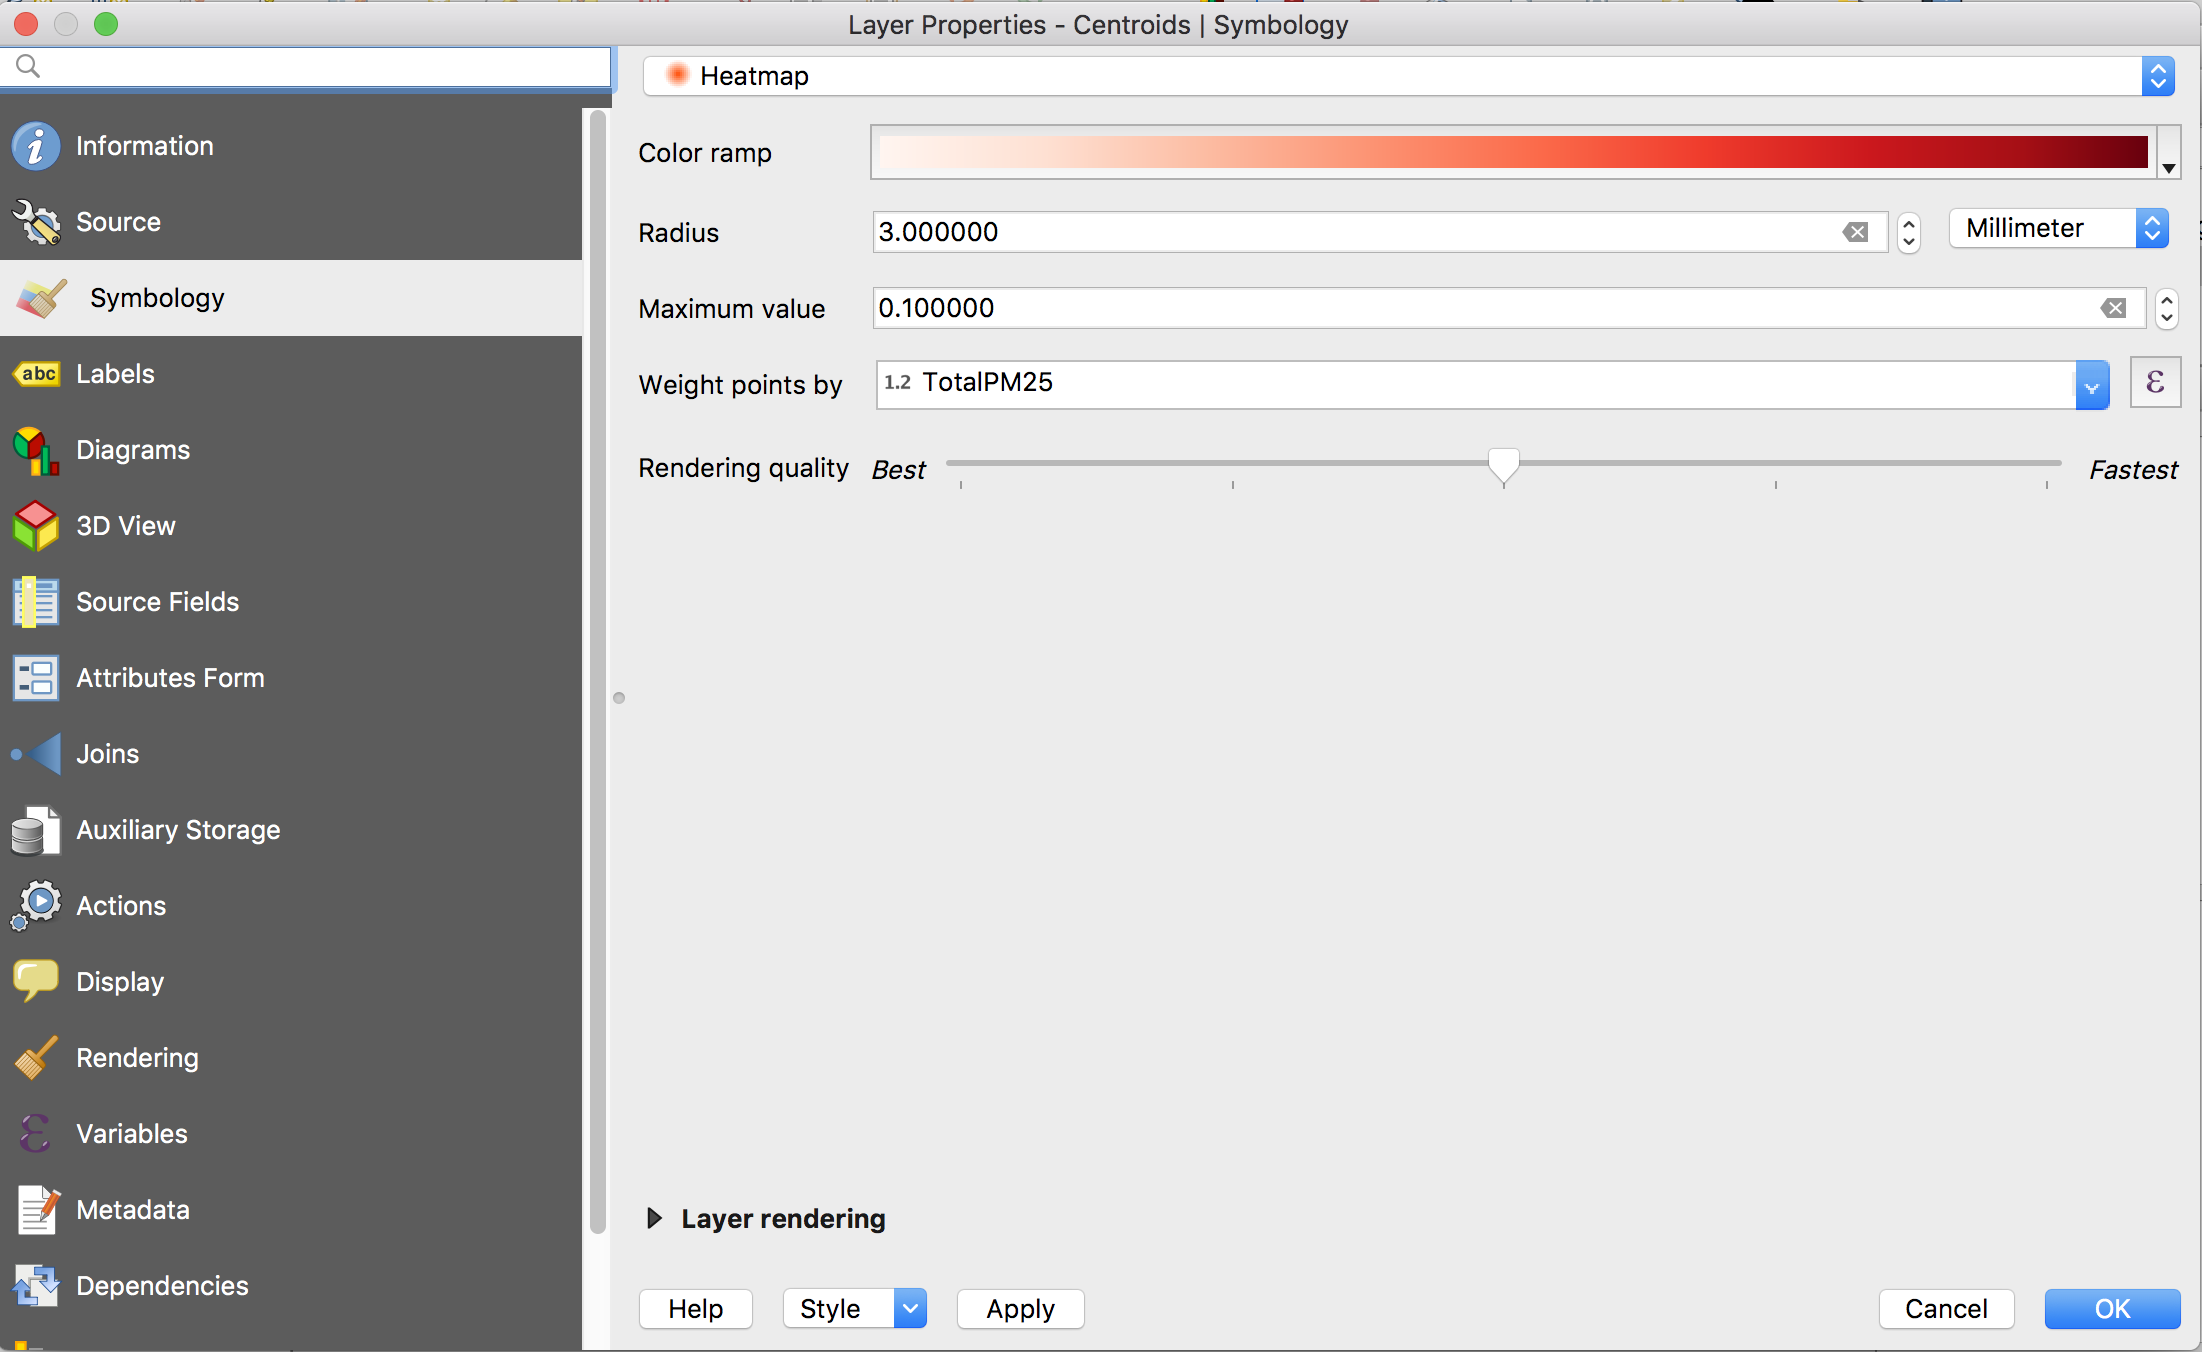 Layer Properties - Centroids | Symbology
Heatmap
Information
Color ramp
Source
Radius
3.000000
Millimeter
Symbology
Maximum value
0.100000
abc
Labels
Weight points by
1.2 TotalPM25
ε
Diagrams
Rendering quality
Best
Fastest
3D View
Source Fields
Attributes Form
Joins
Auxiliary Storage
Actions
Display
Rendering
ε
Variables
Metadata
Layer rendering
Dependencies
Help
Style
Apply
Cancel
OK